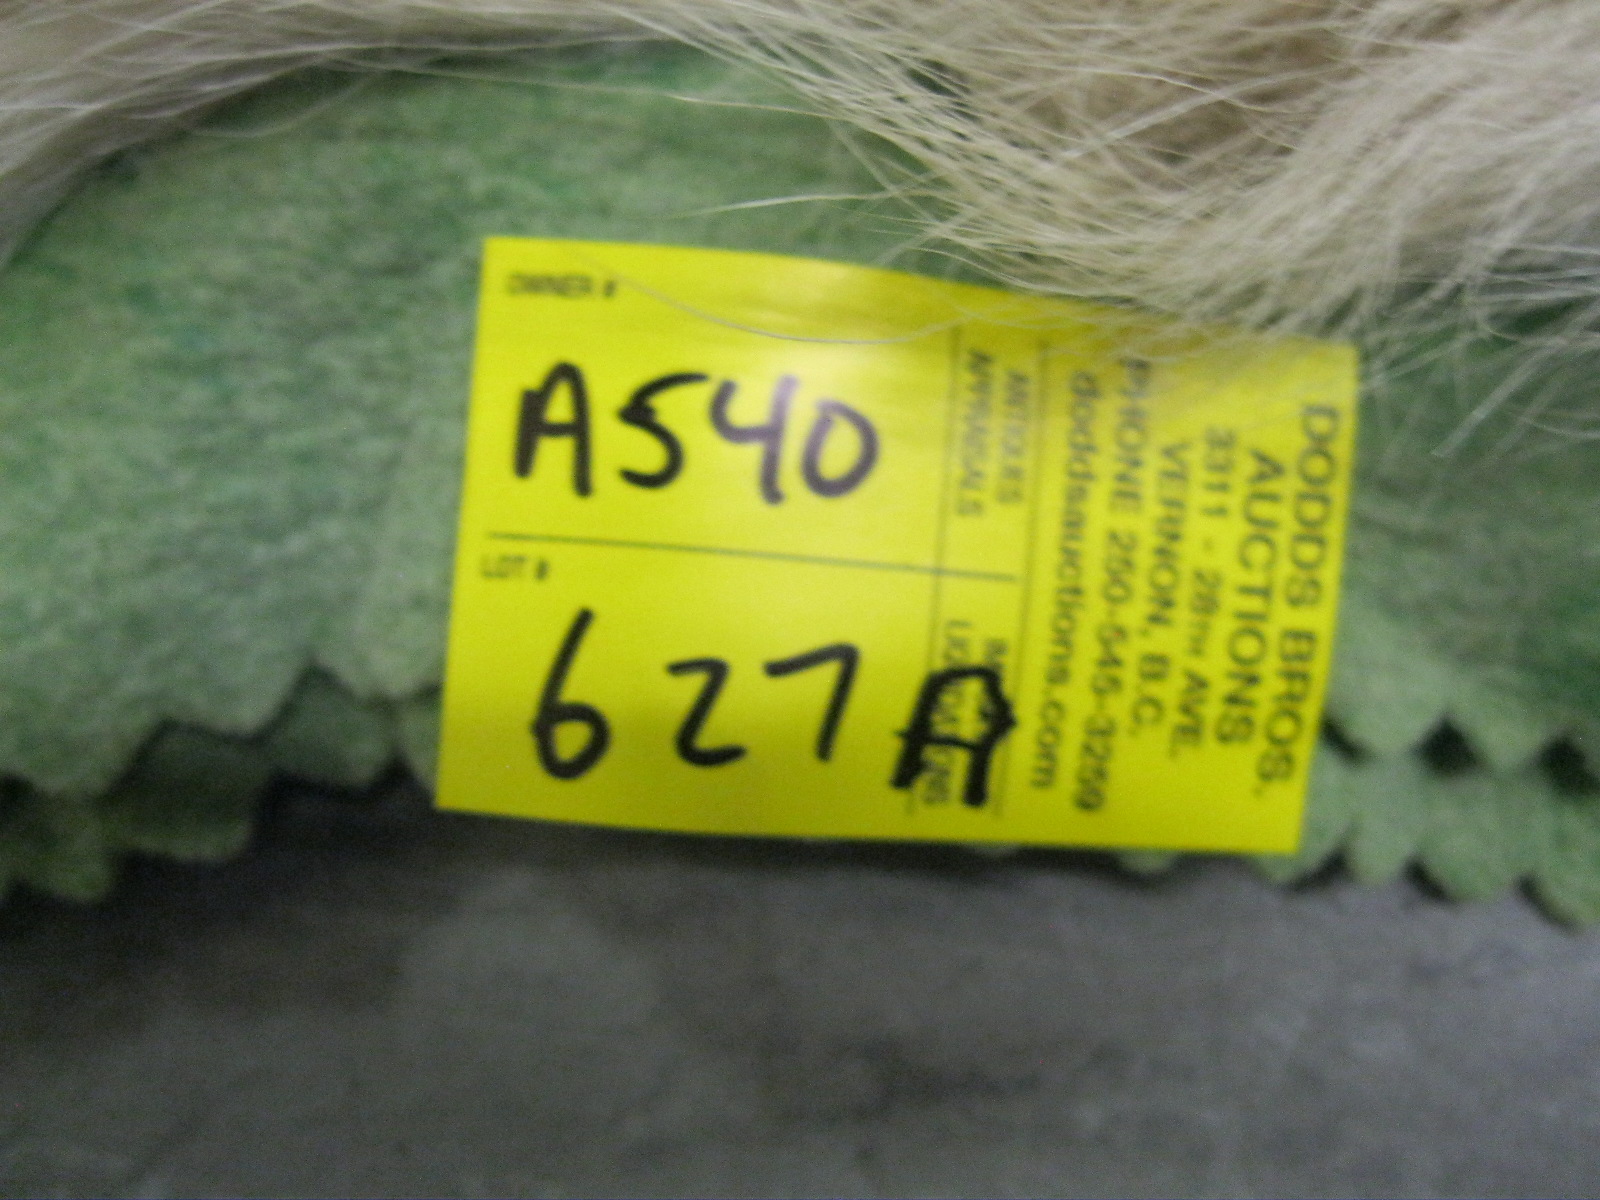 OWNER #
A540
LOT #
627A
ANTIQUES
APPRAISALS
DODDS BROS.
AUCTIONS
3311 - 28TH AVE.
VERNON, B.C.
PHONE 250-545-3259
doddsauctions.com